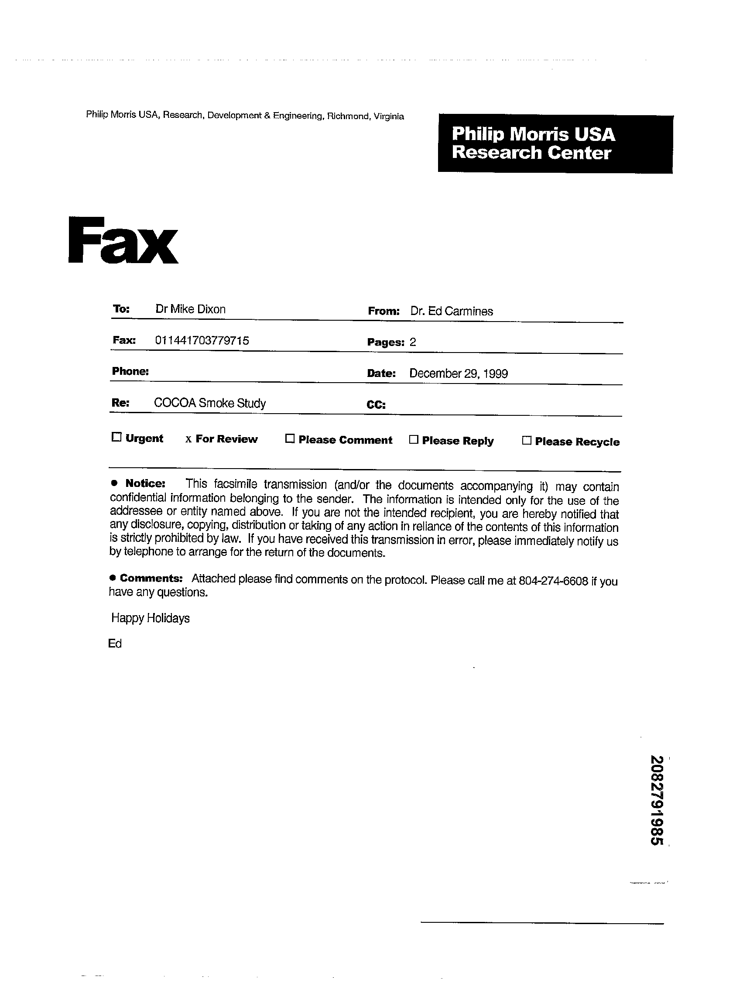 Philip Morris USA, Research, Development & Engineering, Richmond, Virginia
Philip Morris USA
Research Center
Fax
To: Dr Mike Dixon From: Dr. Ed Carmines
Fax: 011441703779715 Pages: 2
Phone: Date: December 29, 1999
Re: COCOA Smoke Study CC:
☐ Urgent x For Review ☐ Please Comment ☐ Please Reply ☐ Please Recycle
● Notice: This facsimile transmission (and/or the documents accompanying it) may contain
confidential information belonging to the sender. The information is intended only for the use of the
addressee or entity named above. If you are not the intended recipient, you are hereby notified that
any disclosure, copying, distribution or taking of any action in reliance of the contents of this information
is strictly prohibited by law. If you have received this transmission in error, please immediately notify us
by telephone to arrange for the return of the documents.
● Comments: Attached please find comments on the protocol. Please call me at 804-274-6608 if you
have any questions.
Happy Holidays
Ed
2082791985